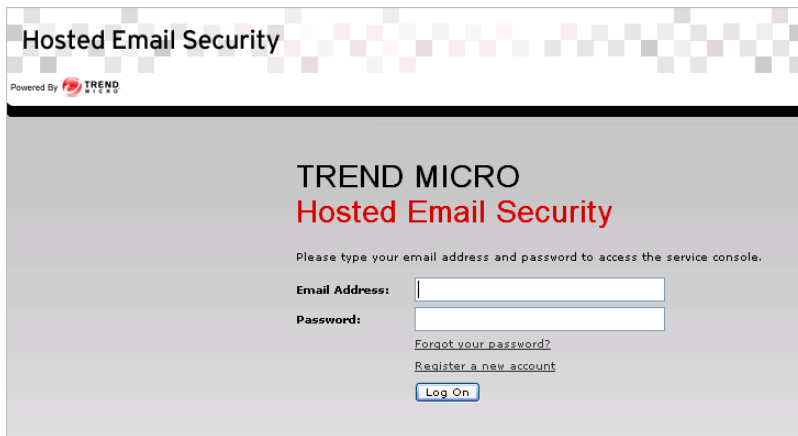 Hosted Email Security
Powered By TREND MICRO
TREND MICRO
Hosted Email Security
Please type your email address and password to access the service console.
Email Address:
Password:
Forgot your password?
Register a new account
Log On